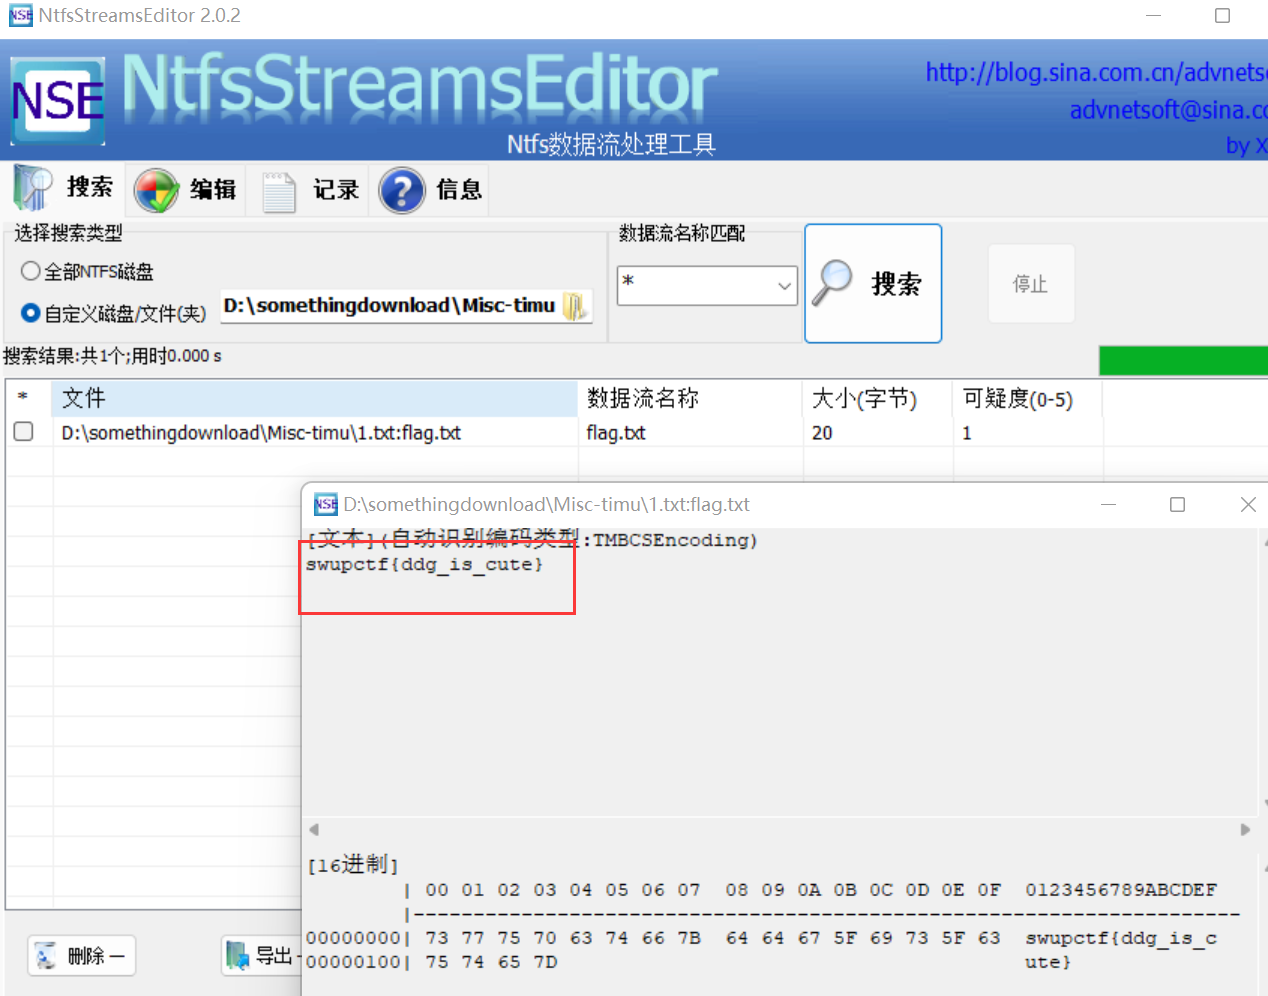 NSE NtfsStreamsEditor 2.0.2
NSE NtfsStreamsEditor
http://blog.sina.com.cn/advnetso
advnetsoft@sina.co
Ntfs数据流处理工具
by X
搜索 编辑 记录 信息
选择搜索类型 数据流名称匹配
全部NTFS磁盘
* 搜索 停止
自定义磁盘/文件(夹) D:\somethingdownload\Misc-timu
搜索结果:共1个;用时0.000 s
* 文件 数据流名称 大小(字节) 可疑度(0-5)
D:\somethingdownload\Misc-timu\1.txt:flag.txt flag.txt 20 1
NSE D:\somethingdownload\Misc-timu\1.txt:flag.txt
[文本](自动识别编码类型:TMBCSEncoding)
swupctf{ddg_is_cute}
[16进制]
| 00 01 02 03 04 05 06 07 08 09 0A 0B 0C 0D 0E 0F 0123456789ABCDEF
|---------------------------------------------------------------------
00000000| 73 77 75 70 63 74 66 7B 64 64 67 5F 69 73 5F 63 swupctf{ddg_is_c
00000100| 75 74 65 7D ute}
删除 — 导出 -